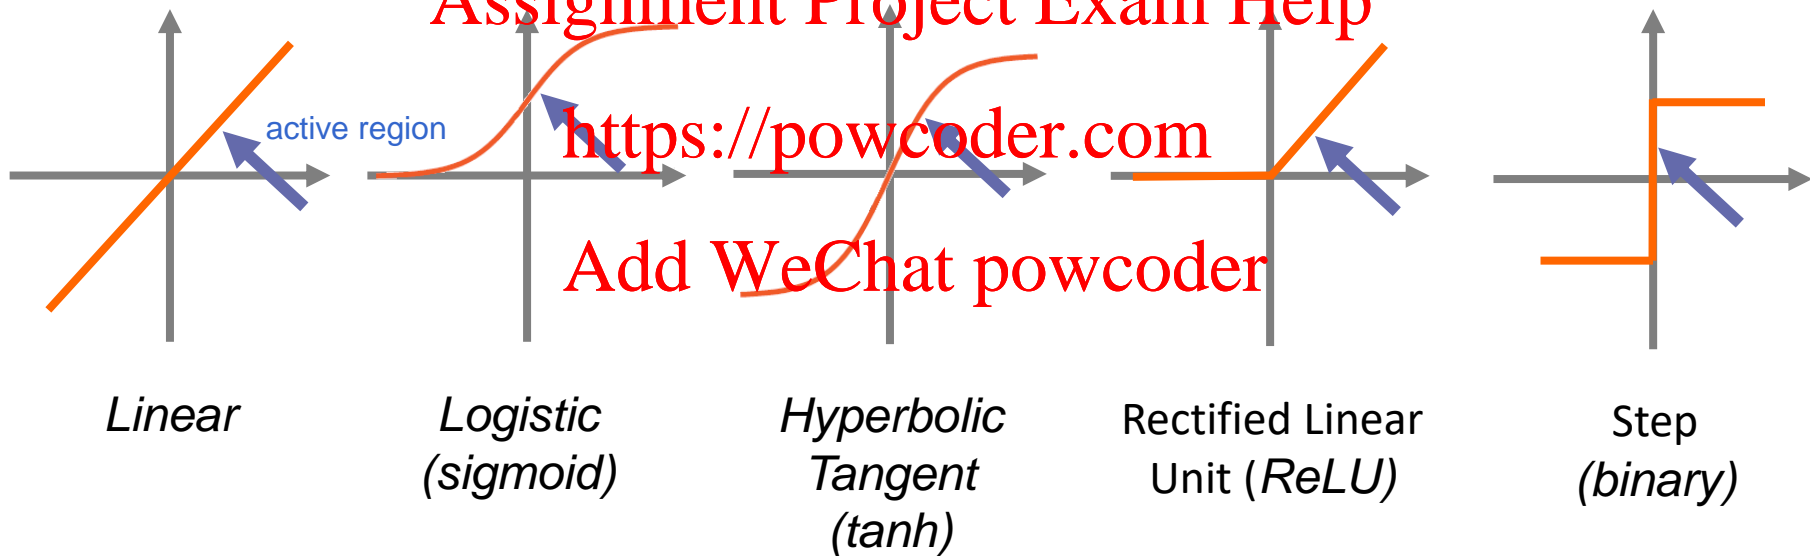 Assignment Project Exam Help
active region
https://powcoder.com
Add WeChat powcoder
Linear
Logistic
(sigmoid)
Hyperbolic
Tangent
(tanh)
Rectified Linear
Unit (ReLU)
Step
(binary)